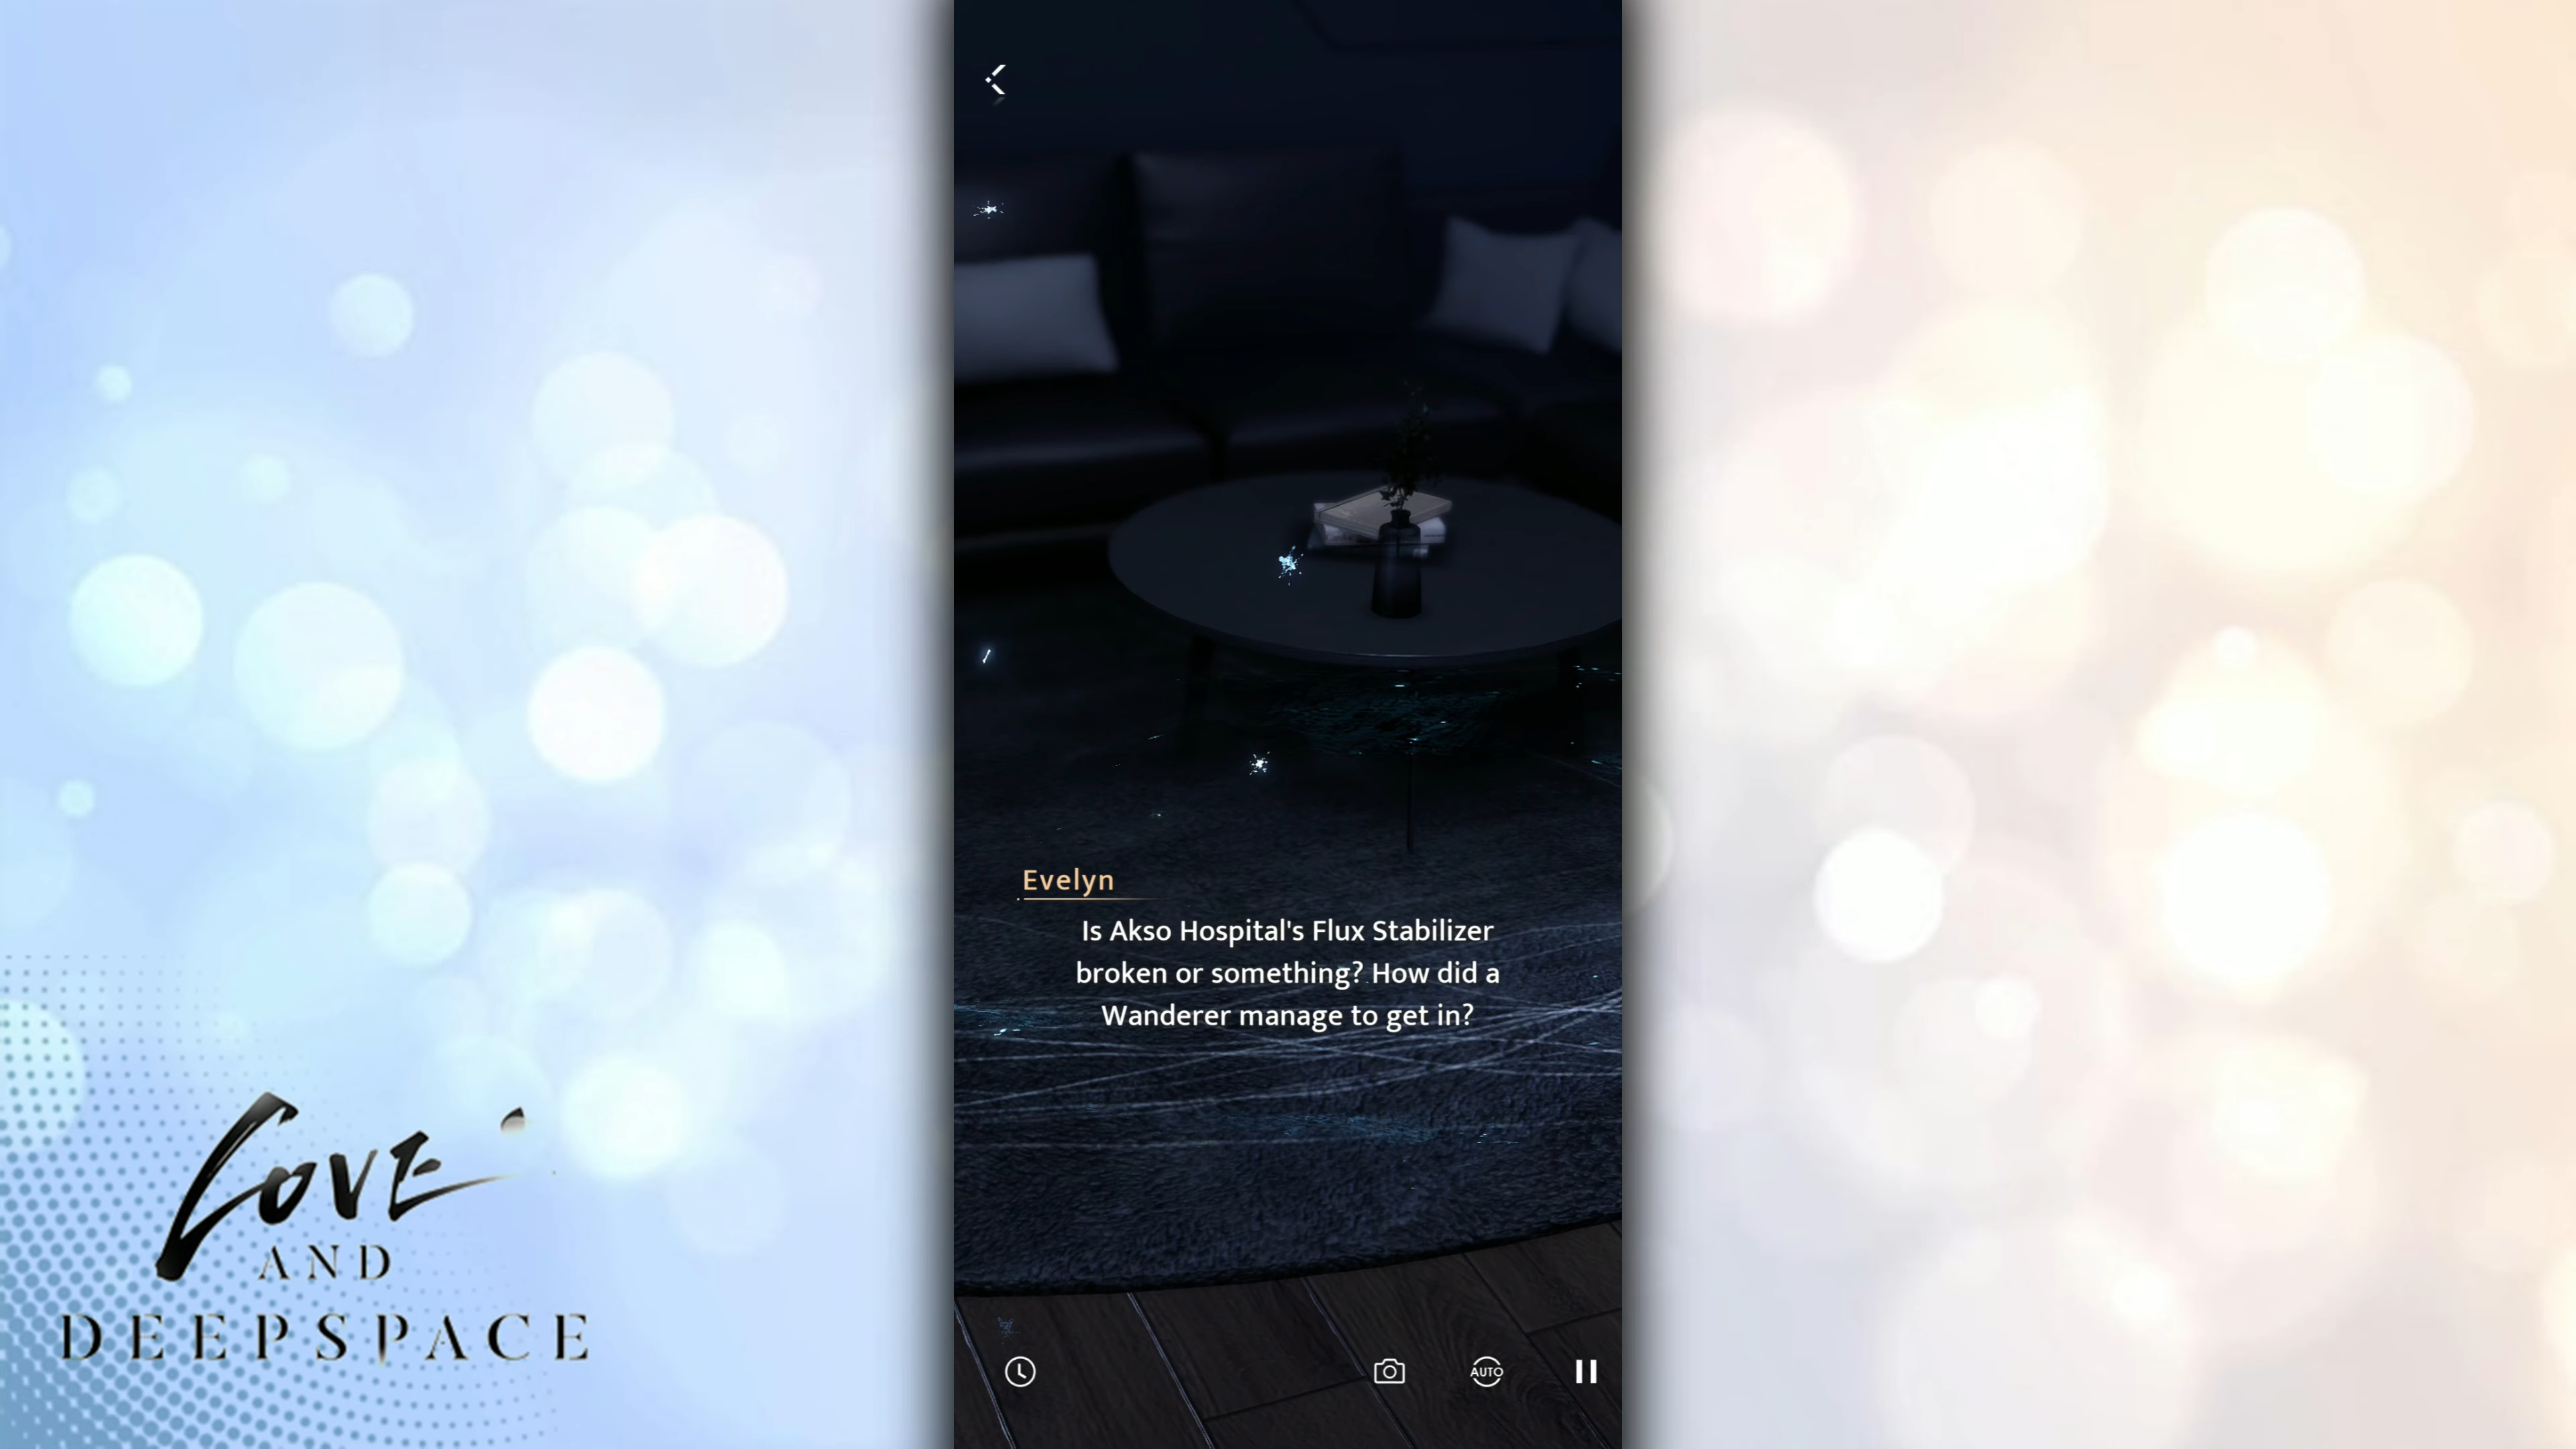 Evelyn
Is Akso Hospital's Flux Stabilizer
broken or something? How did a
Wanderer manage to get in?
LOVE
AND
DEEPSPACE
AUTO